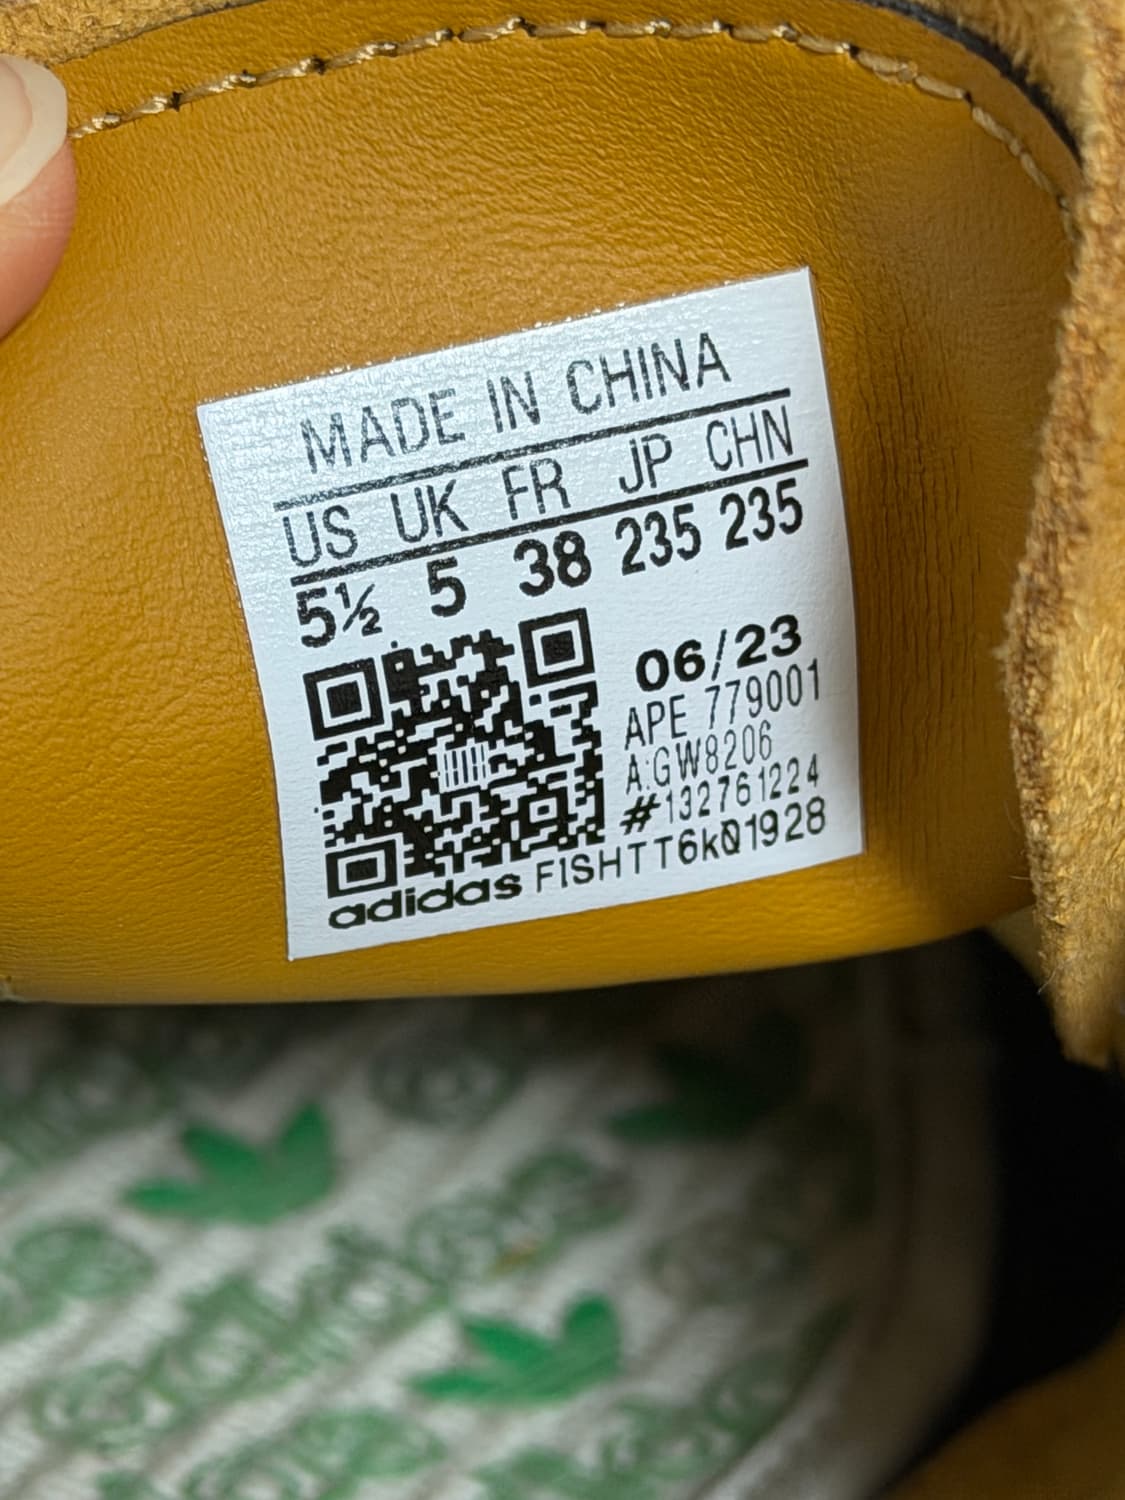 MADE IN CHINA
US UK FR JP CHN
5½ 5 38 235 235
06/23
APE 779001
A:GW8206
#132761224
adidas FISHTT6k01928